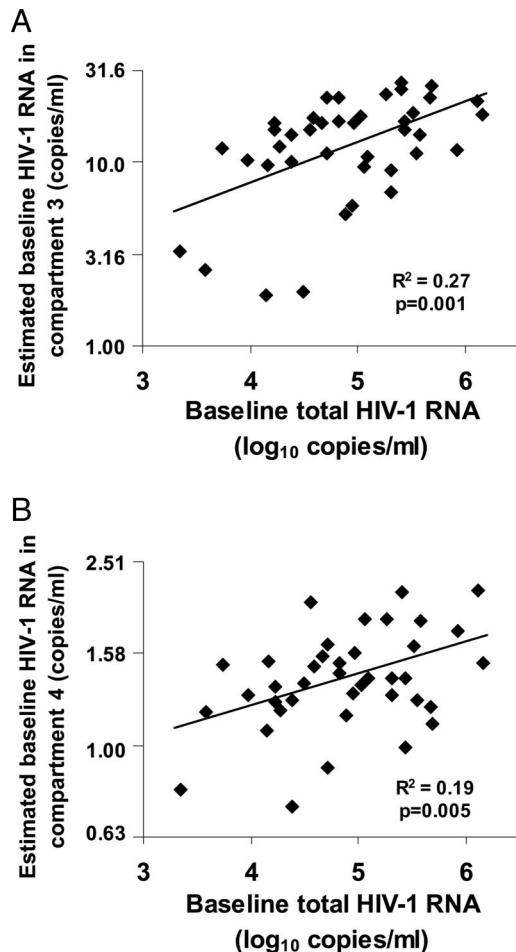 A
Estimated baseline HIV-1 RNA in
compartment 3 (copies/ml)
31.6
10.0
3.16
1.00
R² = 0.27
p=0.001
3 4 5 6
Baseline total HIV-1 RNA
(log₁₀ copies/ml)
B
Estimated baseline HIV-1 RNA in
compartment 4 (copies/ml)
2.51
1.58
1.00
0.63
R² = 0.19
p=0.005
3 4 5 6
Baseline total HIV-1 RNA
(log₁₀ copies/ml)